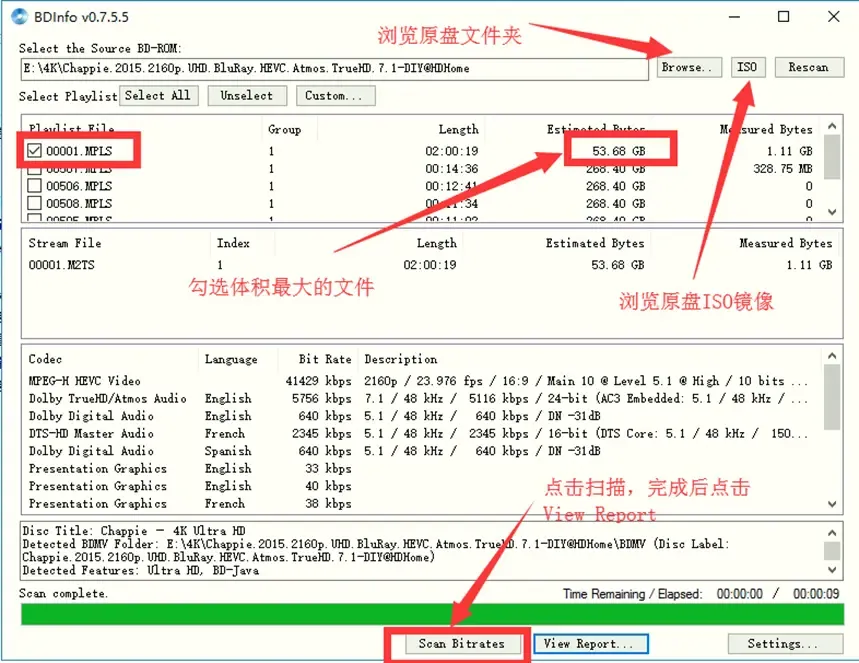 BDInfo v0.7.5.5
浏览原盘文件夹
Select the Source BD-ROM:
E:\4K\Chappie.2015.2160p.UHD.BluRay.HEVC.Atmos.TrueHD.7.1-DIY@HDHome Browse.. ISO Rescan
Select Playlist Select All Unselect Custom...
Playlist File Group Length Estimated Bytes Measured Bytes
00001.MPLS 1 02:00:19 53.68 GB 1.11 GB
1 00:14:36 268.40 GB 328.75 MB
00506.MPLS 1 00:12:41 268.40 GB 0
00508.MPLS 1 268.40 GB 0
Stream File Index Length Estimated Bytes Measured Bytes
00001.M2TS 1 02:00:19 53.68 GB 1.11 GB
勾选体积最大的文件
浏览原盘ISO镜像
Codec Language Bit Rate Description
MPEG-H HEVC Video 41429 kbps 2160p / 23.976 fps / 16:9 / Main 10 @ Level 5.1 @ High / 10 bits ...
Dolby TrueHD/Atmos Audio English 5756 kbps 7.1 / 48 kHz / 5116 kbps / 24-bit (AC3 Embedded: 5.1 / 48 kHz / ...
Dolby Digital Audio English 640 kbps 5.1 / 48 kHz / 640 kbps / DN -31dB
DTS-HD Master Audio French 2345 kbps 5.1 / 48 kHz / 2345 kbps / 16-bit (DTS Core: 5.1 / 48 kHz / 150...
Dolby Digital Audio Spanish 640 kbps 5.1 / 48 kHz / 640 kbps / DN -31dB
Presentation Graphics English 33 kbps
Presentation Graphics English 40 kbps
Presentation Graphics French 38 kbps
点击扫描，完成后点击
View Report
Disc Title: Chappie - 4K Ultra HD
Detected BDMV Folder: E:\4K\Chappie.2015.2160p.UHD.BluRay.HEVC.Atmos.TrueHD.7.1-DIY@HDHome\BDMV (Disc Label:
Chappie.2015.2160p.UHD.BluRay.HEVC.Atmos.TrueHD.7.1-DIY@HDHome)
Detected Features: Ultra HD, BD-Java
Scan complete. Time Remaining / Elapsed: 00:00:00 / 00:00:09
Scan Bitrates View Report... Settings...